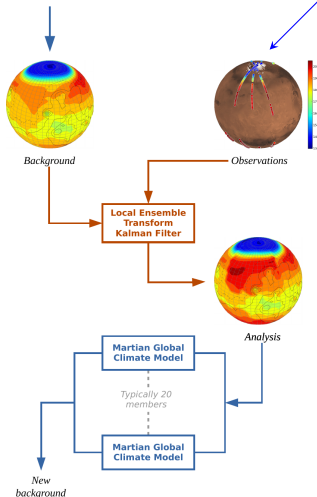 Background
Observations
Local Ensemble
Transform
Kalman Filter
Analysis
Martian Global
Climate Model
Typically 20
members
Martian Global
Climate Model
New
background